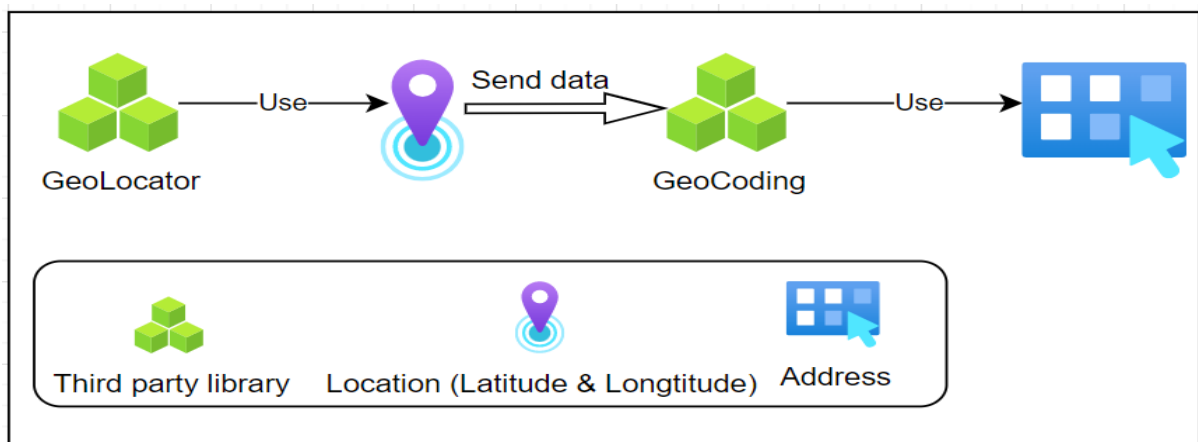 Send data
Use
Use
GeoLocator
GeoCoding
Third party library
Location (Latitude & Longtitude)
Address